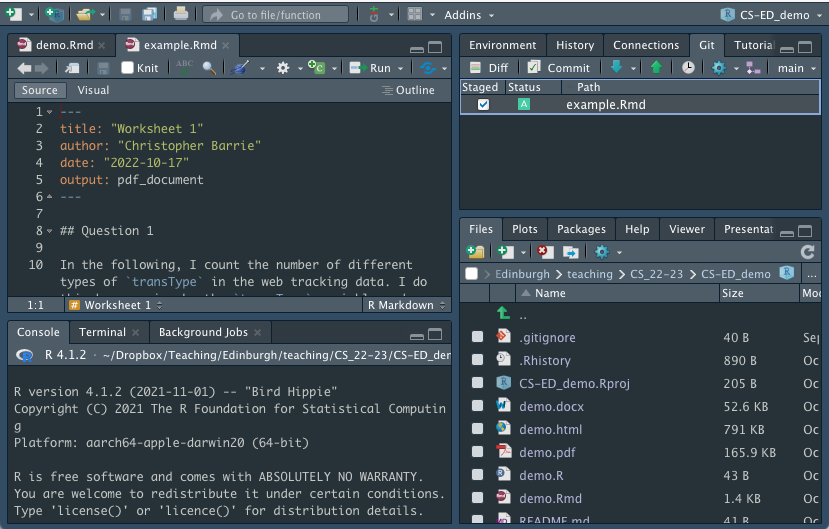 Go to file/function
Addins
CS-ED_demo
demo.Rmd
example.Rmd
Knit
ABC
Run
Source
Visual
Outline
1 ---
2 title: "Worksheet 1"
3 author: "Christopher Barrie"
4 date: "2022-10-17"
5 output: pdf_document
6 ---
7
8 ## Question 1
9
10 In the following, I count the number of different
types of `transType` in the web tracking data. I do
1:1
# Worksheet 1
R Markdown
Console
Terminal
Background Jobs
R 4.1.2 · ~/Dropbox/Teaching/Edinburgh/teaching/CS_22-23/CS-ED_der
R version 4.1.2 (2021-11-01) -- "Bird Hippie"
Copyright (C) 2021 The R Foundation for Statistical Computin
g
Platform: aarch64-apple-darwin20 (64-bit)
R is free software and comes with ABSOLUTELY NO WARRANTY.
You are welcome to redistribute it under certain conditions.
Type 'license()' or 'licence()' for distribution details.
Environment
History
Connections
Git
Tutorial
Diff
Commit
main
Staged Status Path
A example.Rmd
Files
Plots
Packages
Help
Viewer
Presentat
Edinburgh > teaching > CS_22-23 > CS-ED_demo ...
Name Size Mo
..
.gitignore 40 B Sep
.Rhistory 890 B Oc
CS-ED_demo.Rproj 205 B Oc
demo.docx 52.6 KB Oc
demo.html 791 KB Oc
demo.pdf 165.9 KB Oc
demo.R 43 B Oc
demo.Rmd 1.4 KB Oc
README.md 41 B Oc